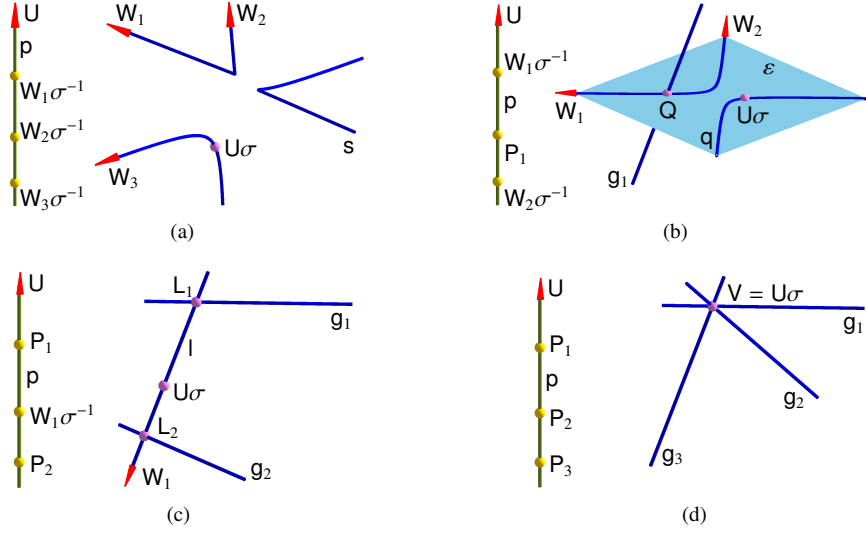 U
p
W₁σ⁻¹
W₂σ⁻¹
W₃σ⁻¹
W₁
W₂
W₃
Uσ
s
(a)
U
W₁σ⁻¹
p
P₁
W₂σ⁻¹
W₁
W₂
ε
Q
Uσ
q
g₁
(b)
U
P₁
p
W₁σ⁻¹
P₂
L₁
g₁
l
Uσ
L₂
W₁
g₂
(c)
U
P₁
p
P₂
P₃
V = Uσ
g₁
g₂
g₃
(d)